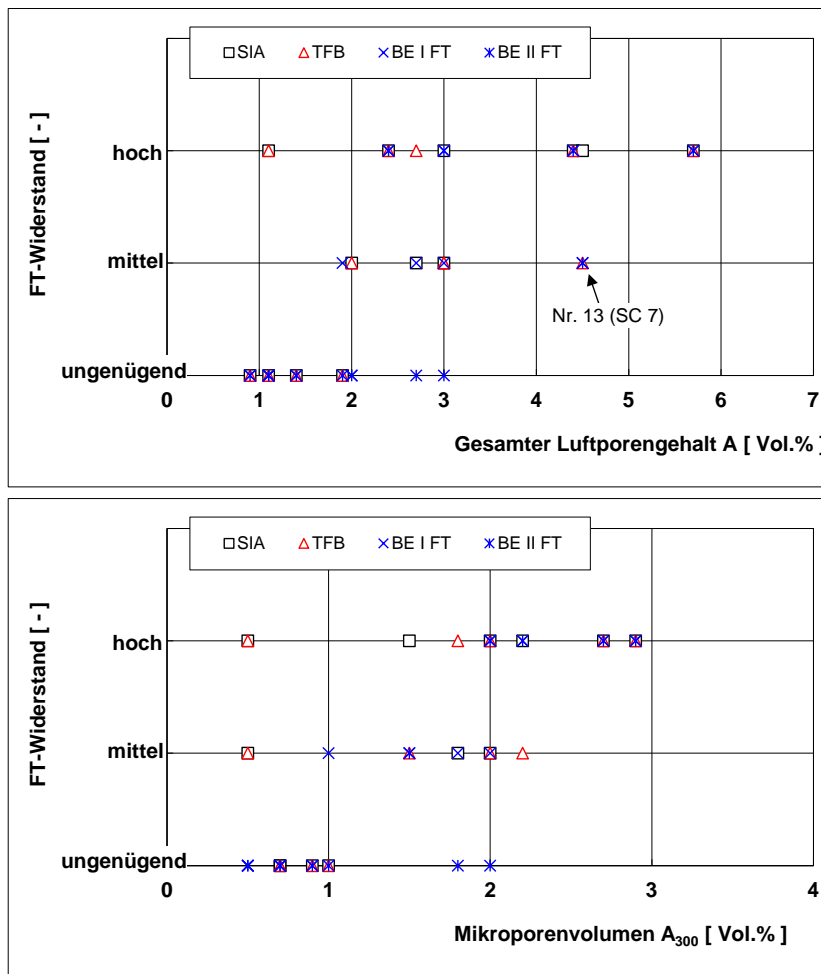 SIA TFB BE I FT BE II FT
FT-Widerstand [ - ]
hoch
mittel
Nr. 13 (SC 7)
ungenügend
0 1 2 3 4 5 6 7
Gesamter Luftporengehalt A [ Vol.% ]
SIA TFB BE I FT BE II FT
FT-Widerstand [ - ]
hoch
mittel
ungenügend
0 1 2 3 4
Mikroporenvolumen A300 [ Vol.% ]